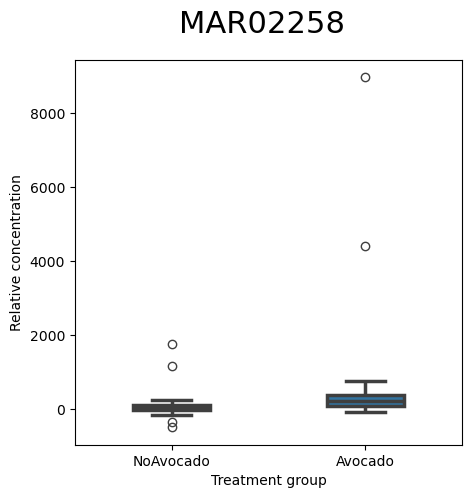 MAR02258
Relative concentration
8000
6000
4000
2000
0
NoAvocado Avocado
Treatment group